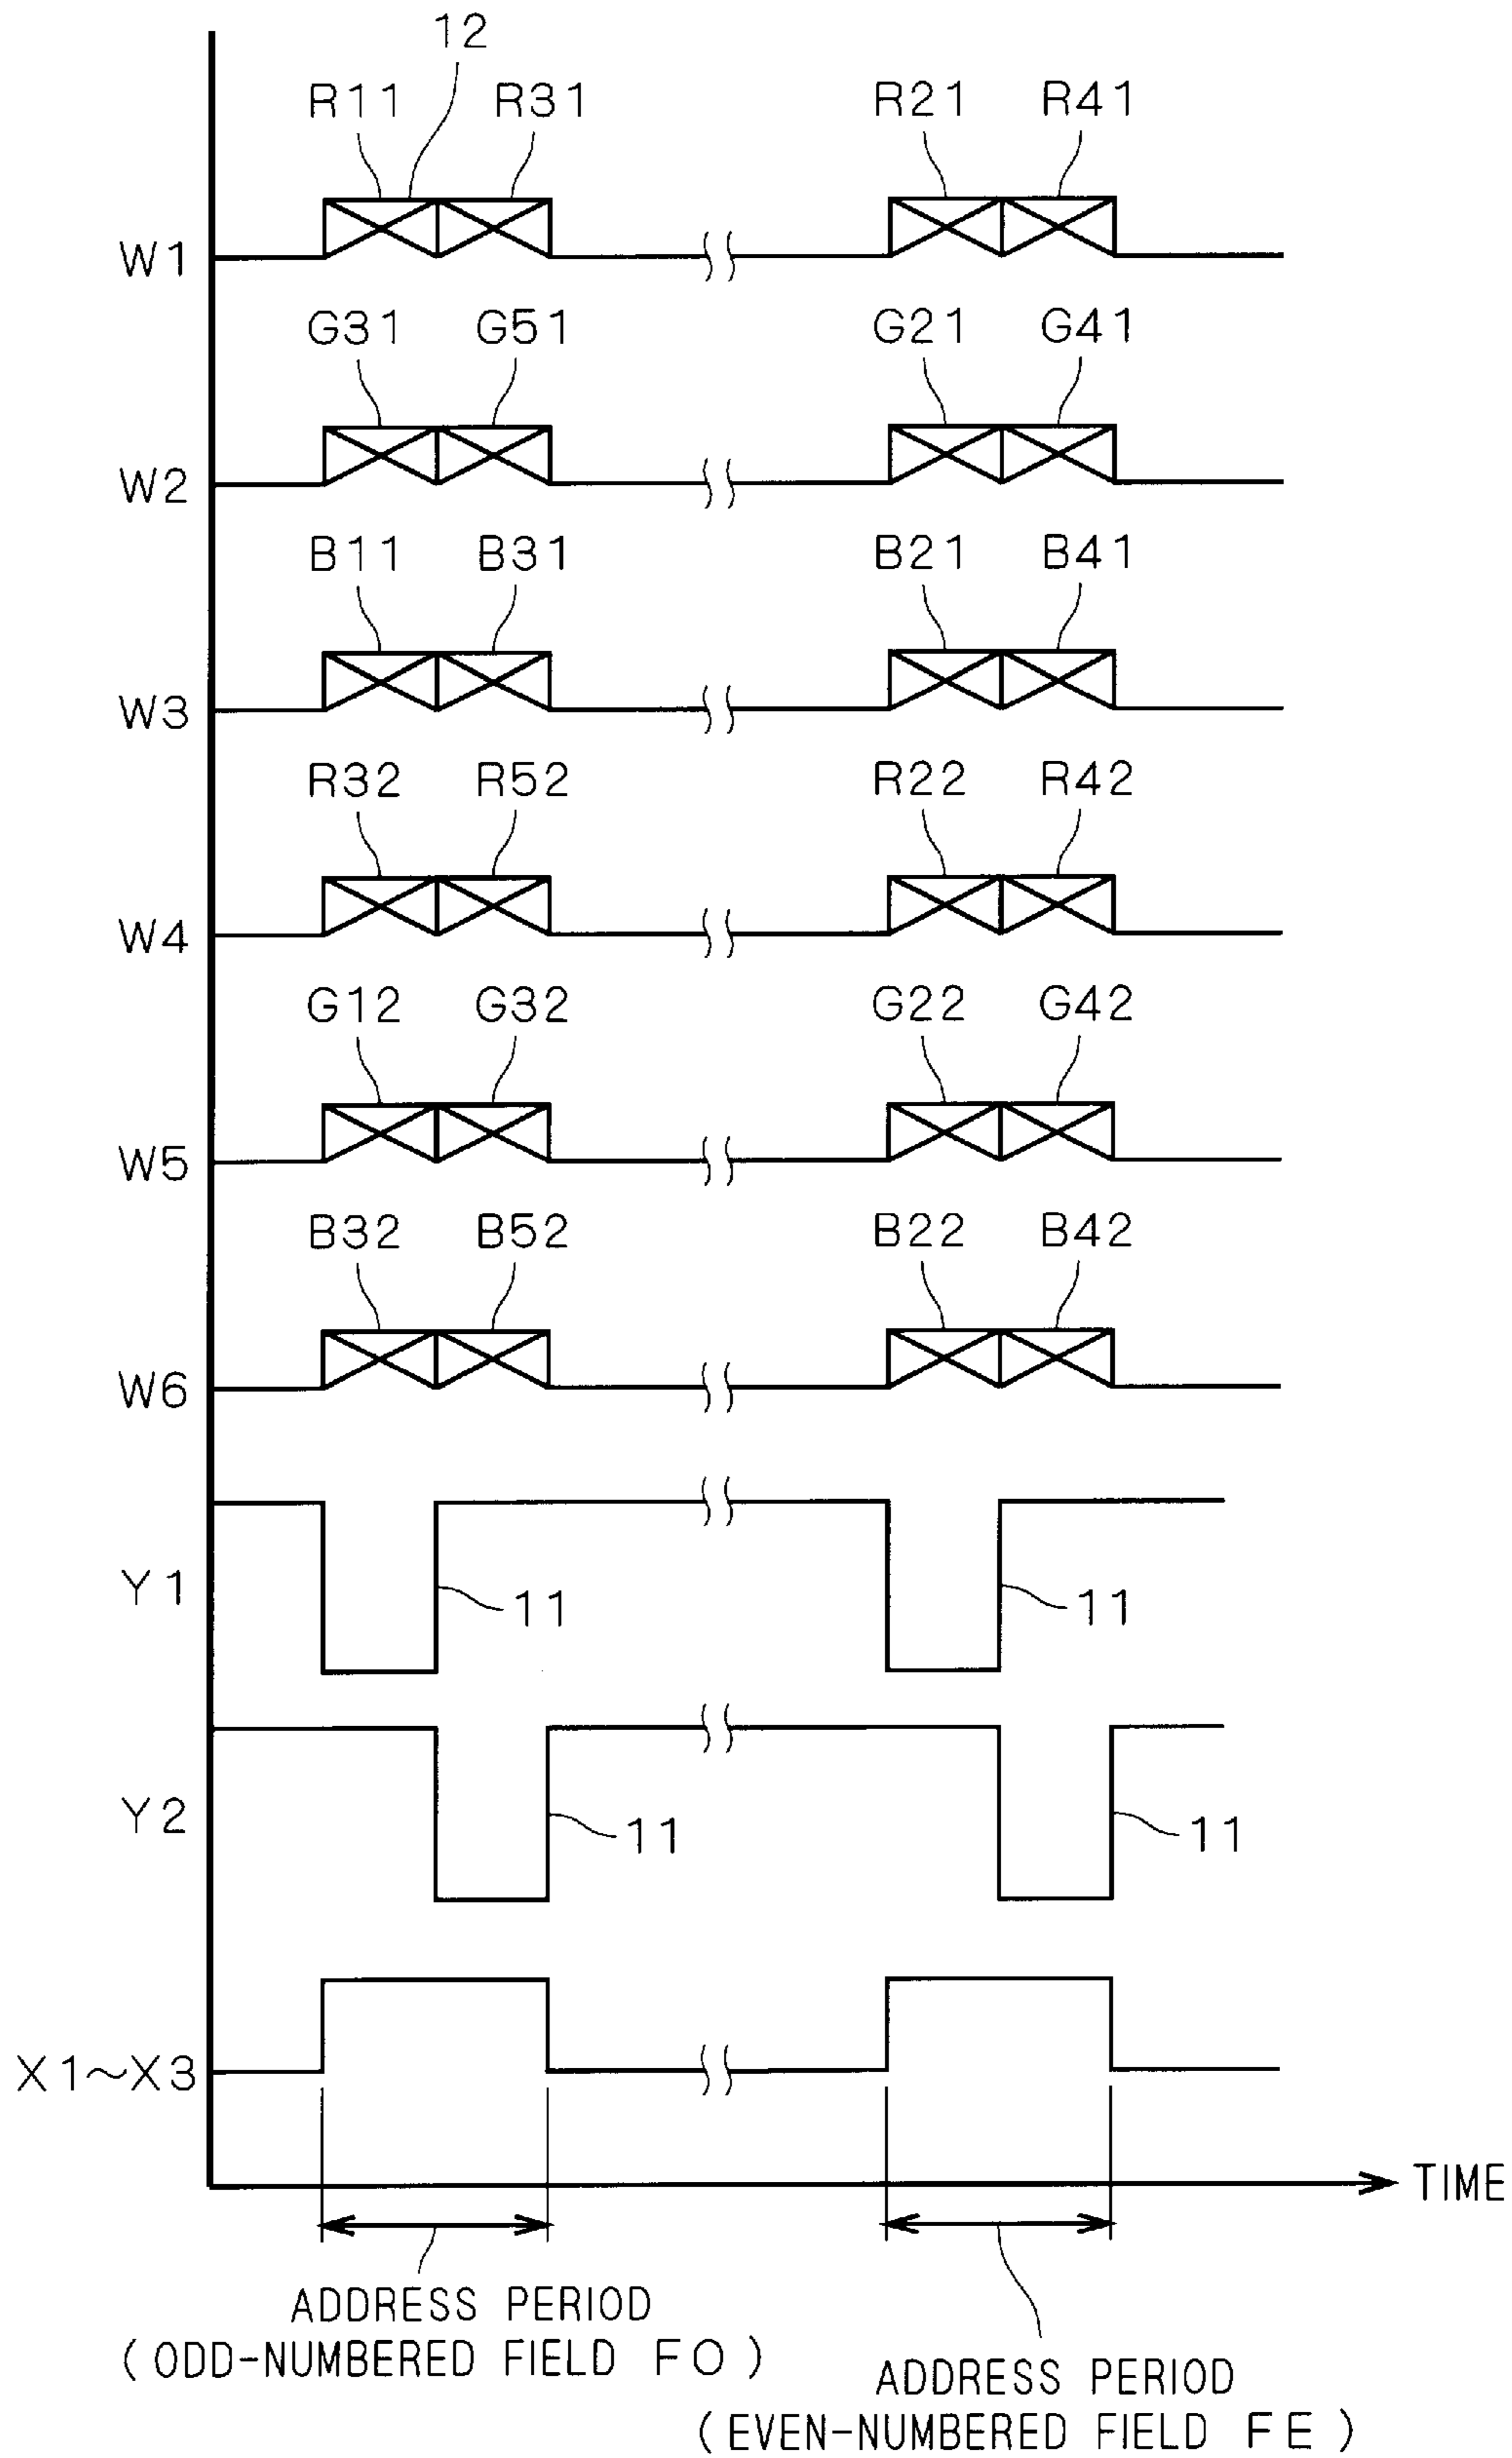 12
R11 R31 R21 R41
W1
G31 G51 G21 G41
W2
B11 B31 B21 B41
W3
R32 R52 R22 R42
W4
G12 G32 G22 G42
W5
B32 B52 B22 B42
W6
Y1 11 11
Y2 11 11
X1~X3
TIME
ADDRESS PERIOD
(ODD-NUMBERED FIELD FO)
ADDRESS PERIOD
(EVEN-NUMBERED FIELD FE)